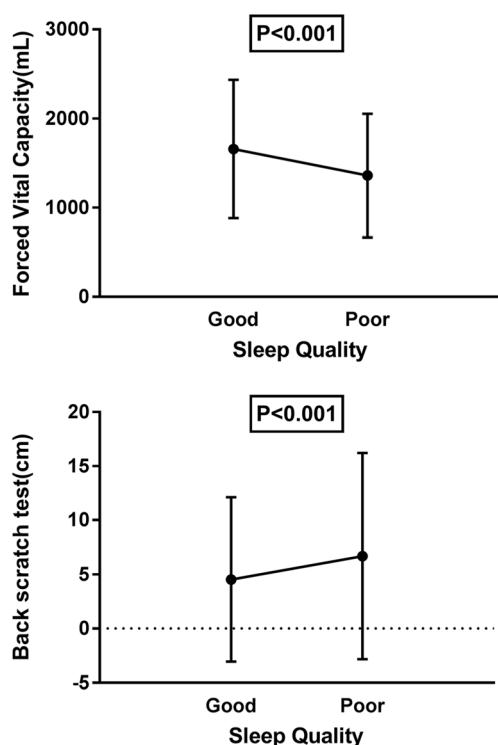 P<0.001
Forced Vital Capacity(mL)
3000
2000
1000
0
Good Poor
Sleep Quality
P<0.001
Back scratch test(cm)
20
15
10
5
0
-5
Good Poor
Sleep Quality